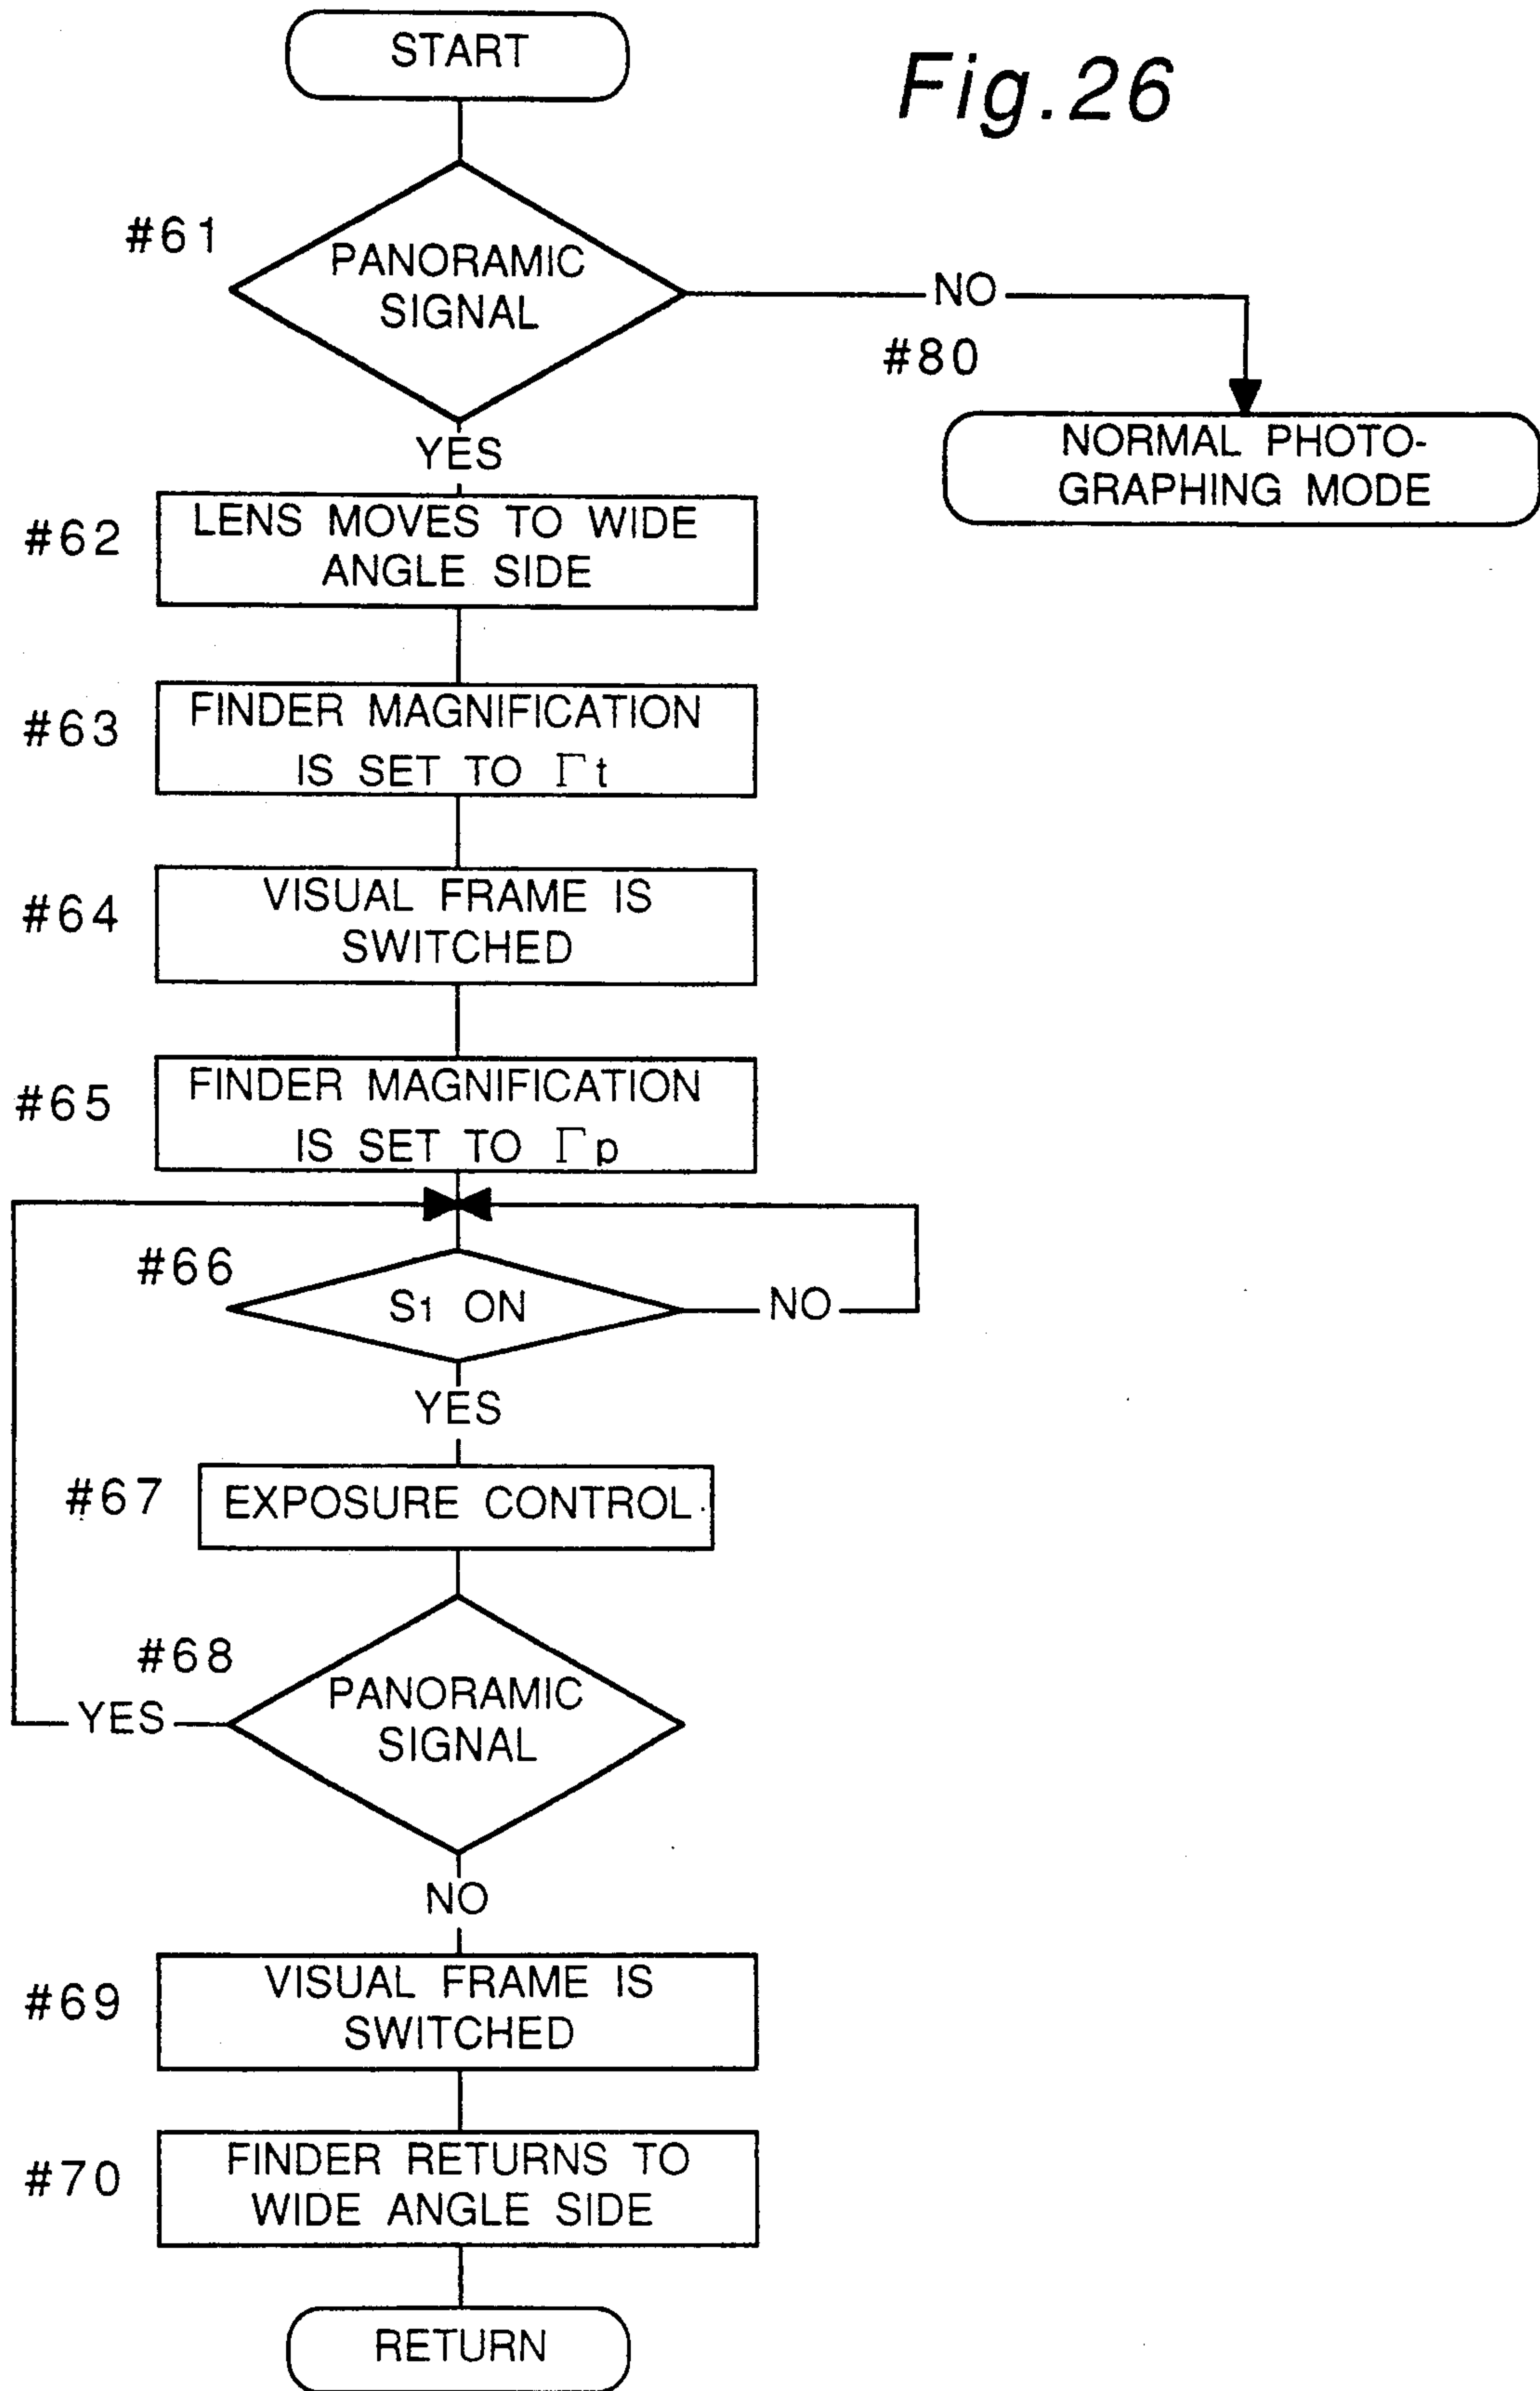 START
Fig.26
#61
PANORAMIC
SIGNAL
NO
#80
NORMAL PHOTO-
GRAPHING MODE
YES
#62
LENS MOVES TO WIDE
ANGLE SIDE
#63
FINDER MAGNIFICATION
IS SET TO Γt
#64
VISUAL FRAME IS
SWITCHED
#65
FINDER MAGNIFICATION
IS SET TO Γp
#66
S1 ON
NO
YES
#67
EXPOSURE CONTROL
#68
PANORAMIC
SIGNAL
YES
NO
#69
VISUAL FRAME IS
SWITCHED
#70
FINDER RETURNS TO
WIDE ANGLE SIDE
RETURN